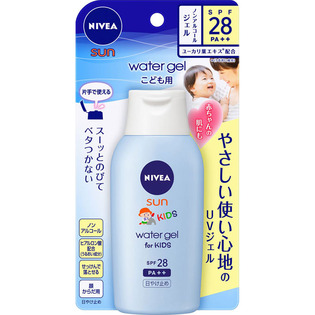 NIVEA
sun
water gel
こども用
ノンアルコール
ジェル
SPF
28
PA++
ユーカリ葉エキス*配合
片手で使える
スーッとのびて
ベタつかない
赤ちゃんの
肌にも
やさしい使い心地の
UVジェル
ノン
アルコール
ヒアルロン酸
配合
(うるおい成分)
せっけんで
落とせる
顔
からだ用
NIVEA
sun
KIDS
water gel
for KIDS
SPF 28
PA++
日やけ止め
日やけ止め